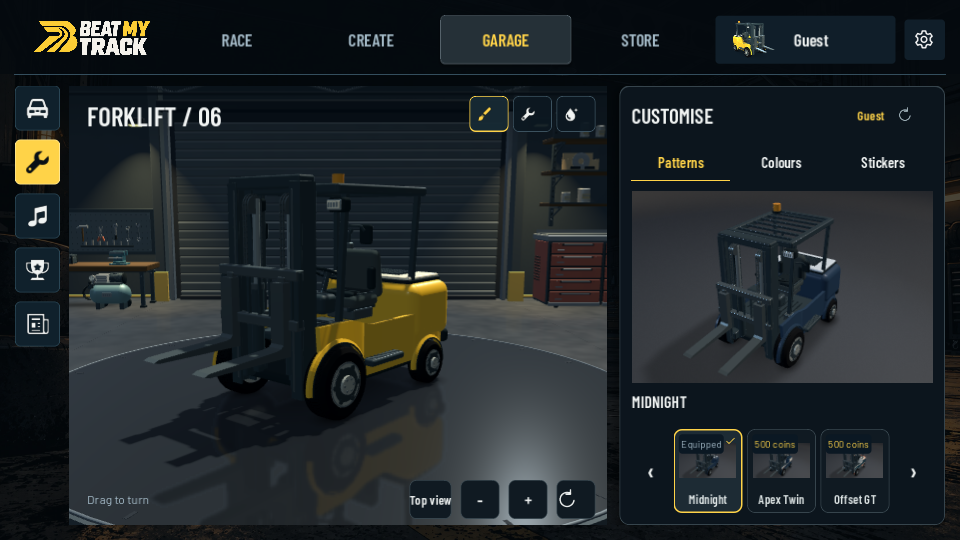 BEAT MY
TRACK
RACE
CREATE
GARAGE
STORE
Guest
FORKLIFT / 06
CUSTOMISE
Guest
Patterns
Colours
Stickers
MIDNIGHT
Equipped
500 coins
500 coins
‹
›
Midnight
Apex Twin
Offset GT
Drag to turn
Top view
-
+